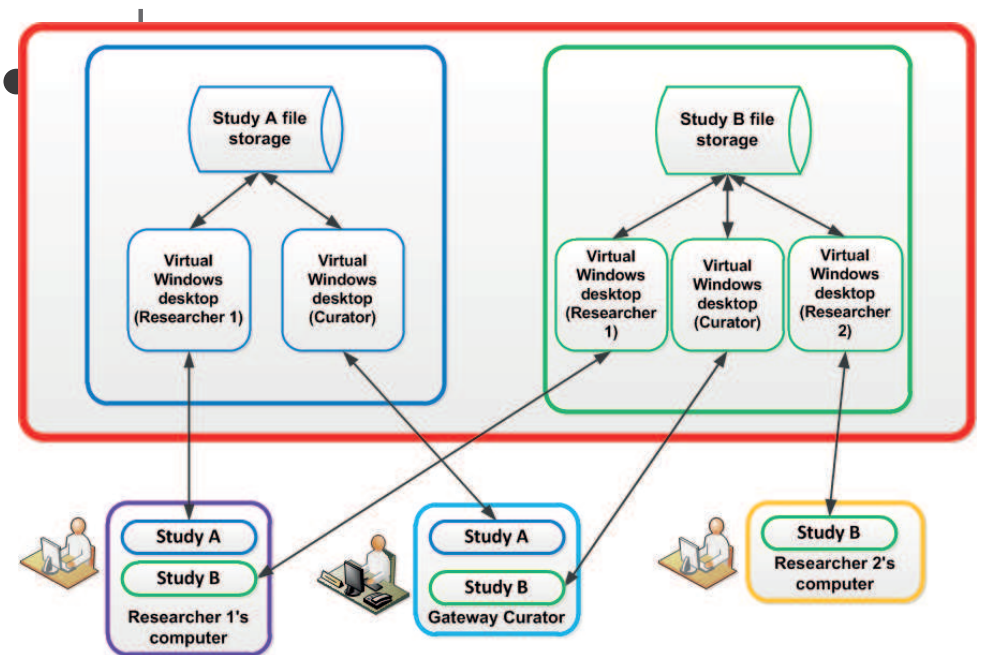 Study A file
storage
Study B file
storage
Virtual
Windows
desktop
(Researcher 1)
Virtual
Windows
desktop
(Curator)
Virtual
Windows
desktop
(Researcher
1)
Virtual
Windows
desktop
(Curator)
Virtual
Windows
desktop
(Researcher
2)
Study A
Study B
Researcher 1's
computer
Study A
Study B
Gateway Curator
Study B
Researcher 2's
computer